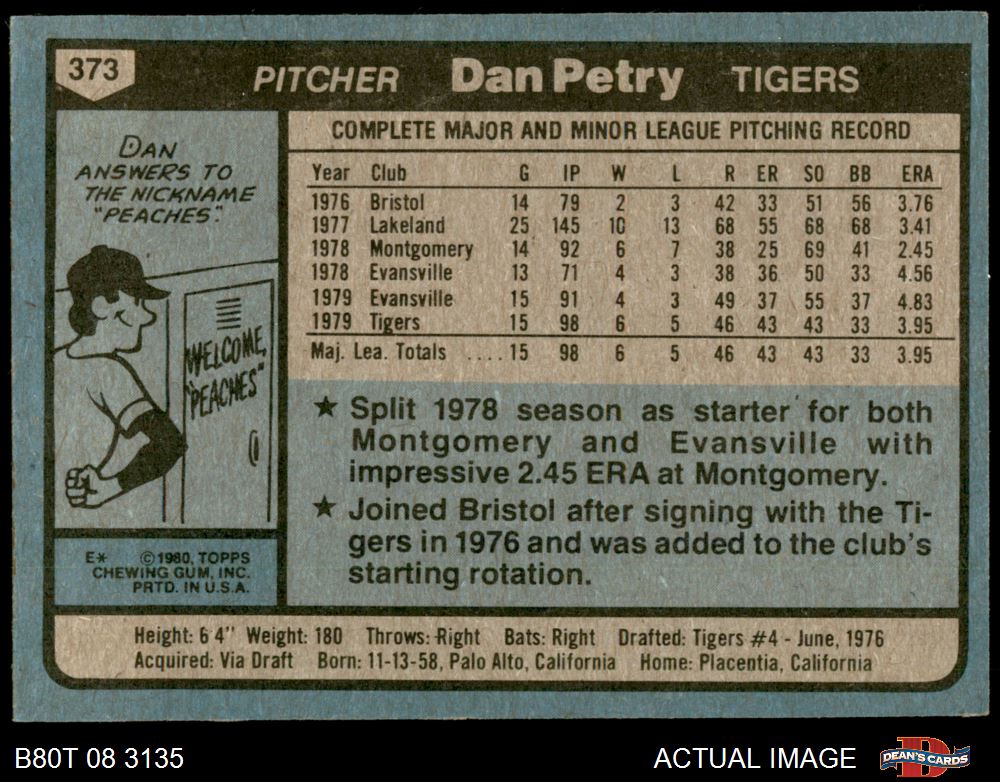 373
PITCHER Dan Petry TIGERS
DAN
ANSWERS TO
THE NICKNAME
"PEACHES".
WELCOME,
"PEACHES"
E* ©1980, TOPPS
CHEWING GUM, INC.
PRTD. IN U.S.A.
COMPLETE MAJOR AND MINOR LEAGUE PITCHING RECORD
Year Club G IP W L R ER SO BB ERA
1976 Bristol 14 79 2 3 42 33 51 56 3.76
1977 Lakeland 25 145 10 13 68 55 68 68 3.41
1978 Montgomery 14 92 6 7 38 25 69 41 2.45
1978 Evansville 13 71 4 3 38 36 50 33 4.56
1979 Evansville 15 91 4 3 49 37 55 37 4.83
1979 Tigers 15 98 6 5 46 43 43 33 3.95
Maj. Lea. Totals ....15 98 6 5 46 43 43 33 3.95
★ Split 1978 season as starter for both
Montgomery and Evansville with
impressive 2.45 ERA at Montgomery.
★ Joined Bristol after signing with the Ti-
gers in 1976 and was added to the club's
starting rotation.
Height: 6 4" Weight: 180 Throws: Right Bats: Right Drafted: Tigers #4 - June, 1976
Acquired: Via Draft Born: 11-13-58, Palo Alto, California Home: Placentia, California
B80T 08 3135
ACTUAL IMAGE
DEAN'S CARDS